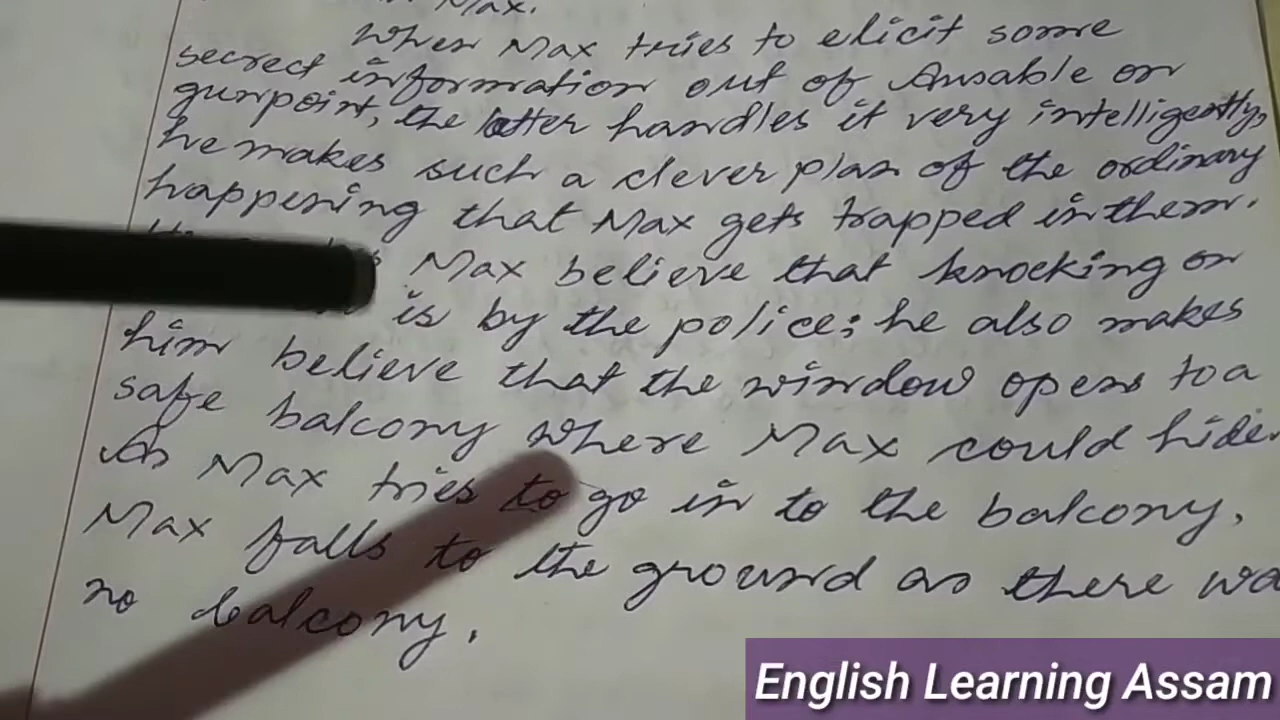 Max.
When Max tries to elicit some
secrect information out of Ausable on
gunpoint, the latter handles it very intelligently,
he makes such a clever plan of the ordinary
happening that Max gets trapped in them.
Max believe that knocking on
is by the police; he also makes
him believe that the window opens to a
safe balcony where Max could hide
As Max tries to go in to the balcony,
Max falls to the ground as there wa
no balcony.
English Learning Assam